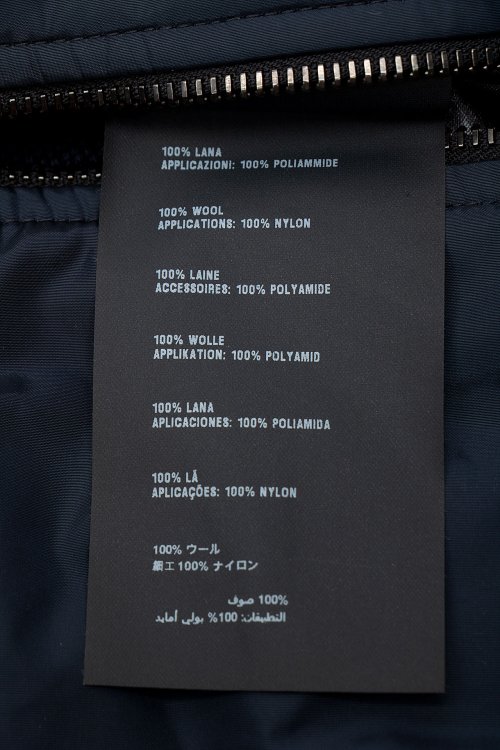 100% LANA
APPLICAZIONI: 100% POLIAMMIDE
100% WOOL
APPLICATIONS: 100% NYLON
100% LAINE
ACCESSOIRES: 100% POLYAMIDE
100% WOLLE
APPLIKATION: 100% POLYAMID
100% LANA
APLICACIONES: 100% POLIAMIDA
100% LÃ
APLICAÇÕES: 100% NYLON
100% ウール
細工100% ナイロン
100% صوف
التطبيقات: 100% بولي أمايد